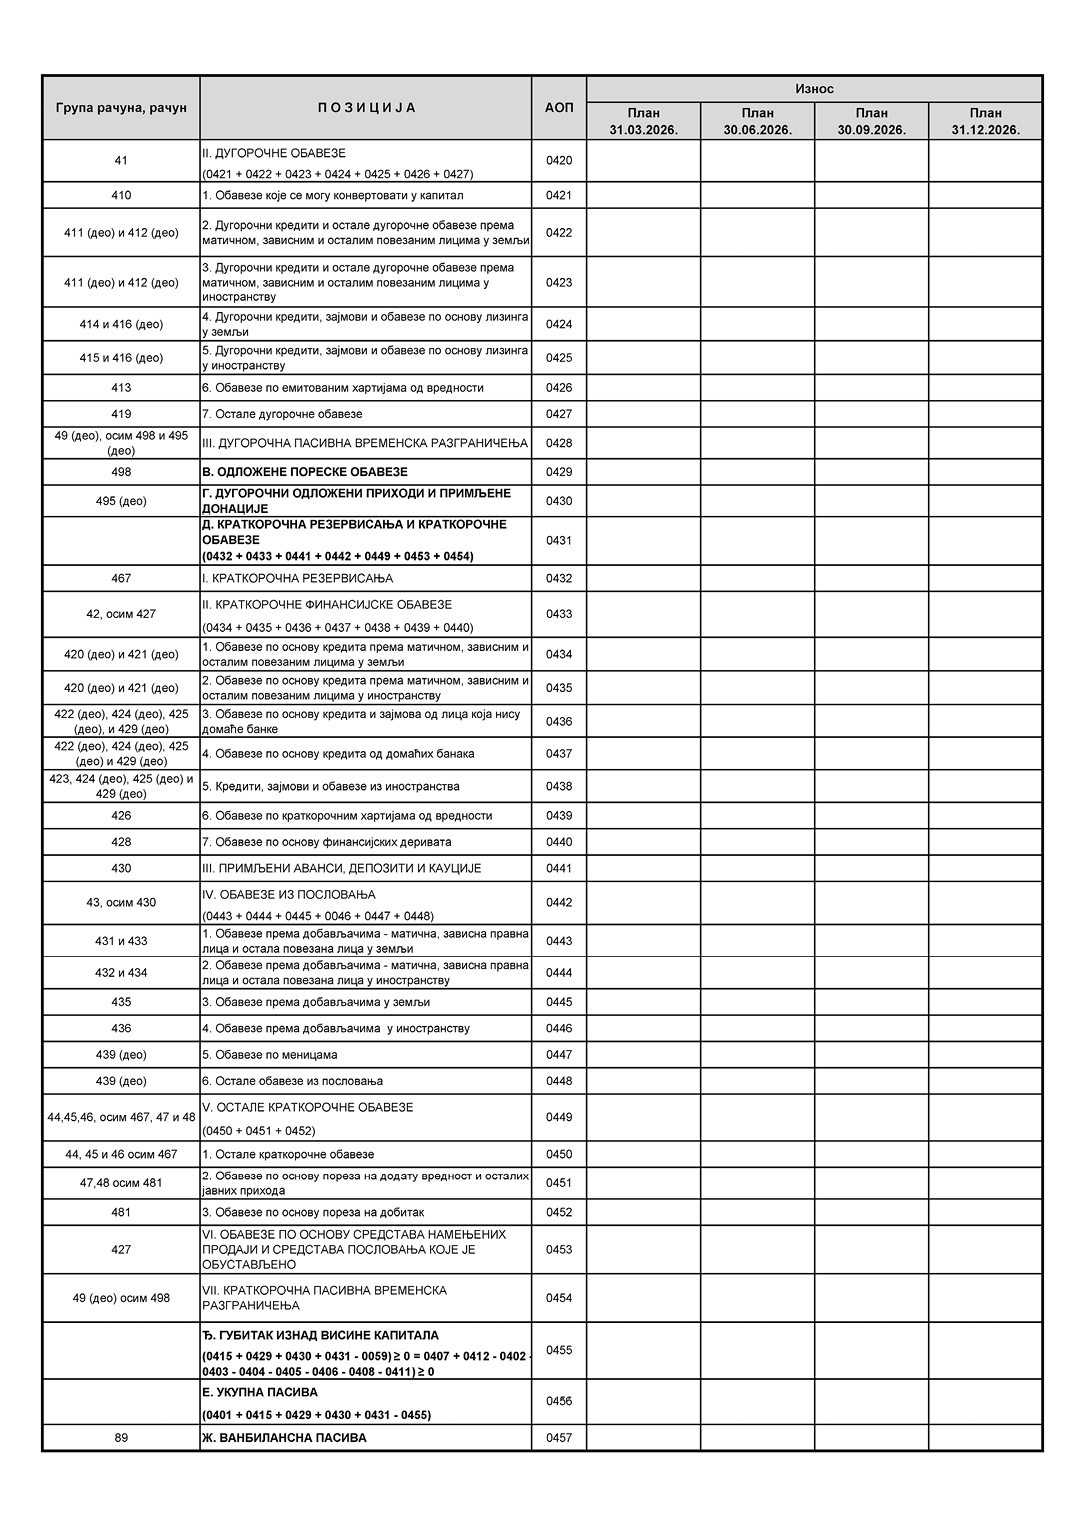 Група рачуна, рачун
П О З И Ц И Ј А
АОП
Износ
План
31.03.2026.
План
30.06.2026.
План
30.09.2026.
План
31.12.2026.
41
II. ДУГОРОЧНЕ ОБАВЕЗЕ
(0421 + 0422 + 0423 + 0424 + 0425 + 0426 + 0427)
0420
410
1. Обавезе које се могу конвертовати у капитал
0421
411 (део) и 412 (део)
2. Дугорочни кредити и остале дугорочне обавезе према
матичном, зависним и осталим повезаним лицима у земљи
0422
411 (део) и 412 (део)
3. Дугорочни кредити и остале дугорочне обавезе према
матичном, зависним и осталим повезаним лицима у
иностранству
0423
414 и 416 (део)
4. Дугорочни кредити, зајмови и обавезе по основу лизинга
у земљи
0424
415 и 416 (део)
5. Дугорочни кредити, зајмови и обавезе по основу лизинга
у иностранству
0425
413
6. Обавезе по емитованим хартијама од вредности
0426
419
7. Остале дугорочне обавезе
0427
49 (део), осим 498 и 495
(део)
III. ДУГОРОЧНА ПАСИВНА ВРЕМЕНСКА РАЗГРАНИЧЕЊА
0428
498
В. ОДЛОЖЕНЕ ПОРЕСКЕ ОБАВЕЗЕ
0429
495 (део)
Г. ДУГОРОЧНИ ОДЛОЖЕНИ ПРИХОДИ И ПРИМЉЕНЕ
ДОНАЦИЈЕ
0430
Д. КРАТКОРОЧНА РЕЗЕРВИСАЊА И КРАТКОРОЧНЕ
ОБАВЕЗЕ
(0432 + 0433 + 0441 + 0442 + 0449 + 0453 + 0454)
0431
467
I. КРАТКОРОЧНА РЕЗЕРВИСАЊА
0432
42, осим 427
II. КРАТКОРОЧНЕ ФИНАНСИЈСКЕ ОБАВЕЗЕ
(0434 + 0435 + 0436 + 0437 + 0438 + 0439 + 0440)
0433
420 (део) и 421 (део)
1. Обавезе по основу кредита према матичном, зависним и
осталим повезаним лицима у земљи
0434
420 (део) и 421 (део)
2. Обавезе по основу кредита према матичном, зависним и
осталим повезаним лицима у иностранству
0435
422 (део), 424 (део), 425
(део), и 429 (део)
3. Обавезе по основу кредита и зајмова од лица која нису
домаће банке
0436
422 (део), 424 (део), 425
(део) и 429 (део)
4. Обавезе по основу кредита од домаћих банака
0437
423, 424 (део), 425 (део) и
429 (део)
5. Кредити, зајмови и обавезе из иностранства
0438
426
6. Обавезе по краткорочним хартијама од вредности
0439
428
7. Обавезе по основу финансијских деривата
0440
430
III. ПРИМЉЕНИ АВАНСИ, ДЕПОЗИТИ И КАУЦИЈЕ
0441
43, осим 430
IV. ОБАВЕЗЕ ИЗ ПОСЛОВАЊА
(0443 + 0444 + 0445 + 0046 + 0447 + 0448)
0442
431 и 433
1. Обавезе према добављачима - матична, зависна правна
лица и остала повезана лица у земљи
0443
432 и 434
2. Обавезе према добављачима - матична, зависна правна
лица и остала повезана лица у иностранству
0444
435
3. Обавезе према добављачима у земљи
0445
436
4. Обавезе према добављачима  у иностранству
0446
439 (део)
5. Обавезе по меницама
0447
439 (део)
6. Остале обавезе из пословања
0448
44,45,46, осим 467, 47 и 48
V. ОСТАЛЕ КРАТКОРОЧНЕ ОБАВЕЗЕ
(0450 + 0451 + 0452)
0449
44, 45 и 46 осим 467
1. Остале краткорочне обавезе
0450
47,48 осим 481
2. Обавезе по основу пореза на додату вредност и осталих
јавних прихода
0451
481
3. Обавезе по основу пореза на добитак
0452
427
VI. ОБАВЕЗЕ ПО ОСНОВУ СРЕДСТАВА НАМЕЊЕНИХ
ПРОДАЈИ И СРЕДСТАВА ПОСЛОВАЊА КОЈЕ ЈЕ
ОБУСТАВЉЕНО
0453
49 (део) осим 498
VII. КРАТКОРОЧНА ПАСИВНА ВРЕМЕНСКА
РАЗГРАНИЧЕЊА
0454
Ђ. ГУБИТАК ИЗНАД ВИСИНЕ КАПИТАЛА
(0415 + 0429 + 0430 + 0431 - 0059) ≥ 0 = 0407 + 0412 - 0402 -
0403 - 0404 - 0405 - 0406 - 0408 - 0411) ≥ 0
0455
Е. УКУПНА ПАСИВА
(0401 + 0415 + 0429 + 0430 + 0431 - 0455)
0456
89
Ж. ВАНБИЛАНСНА ПАСИВА
0457